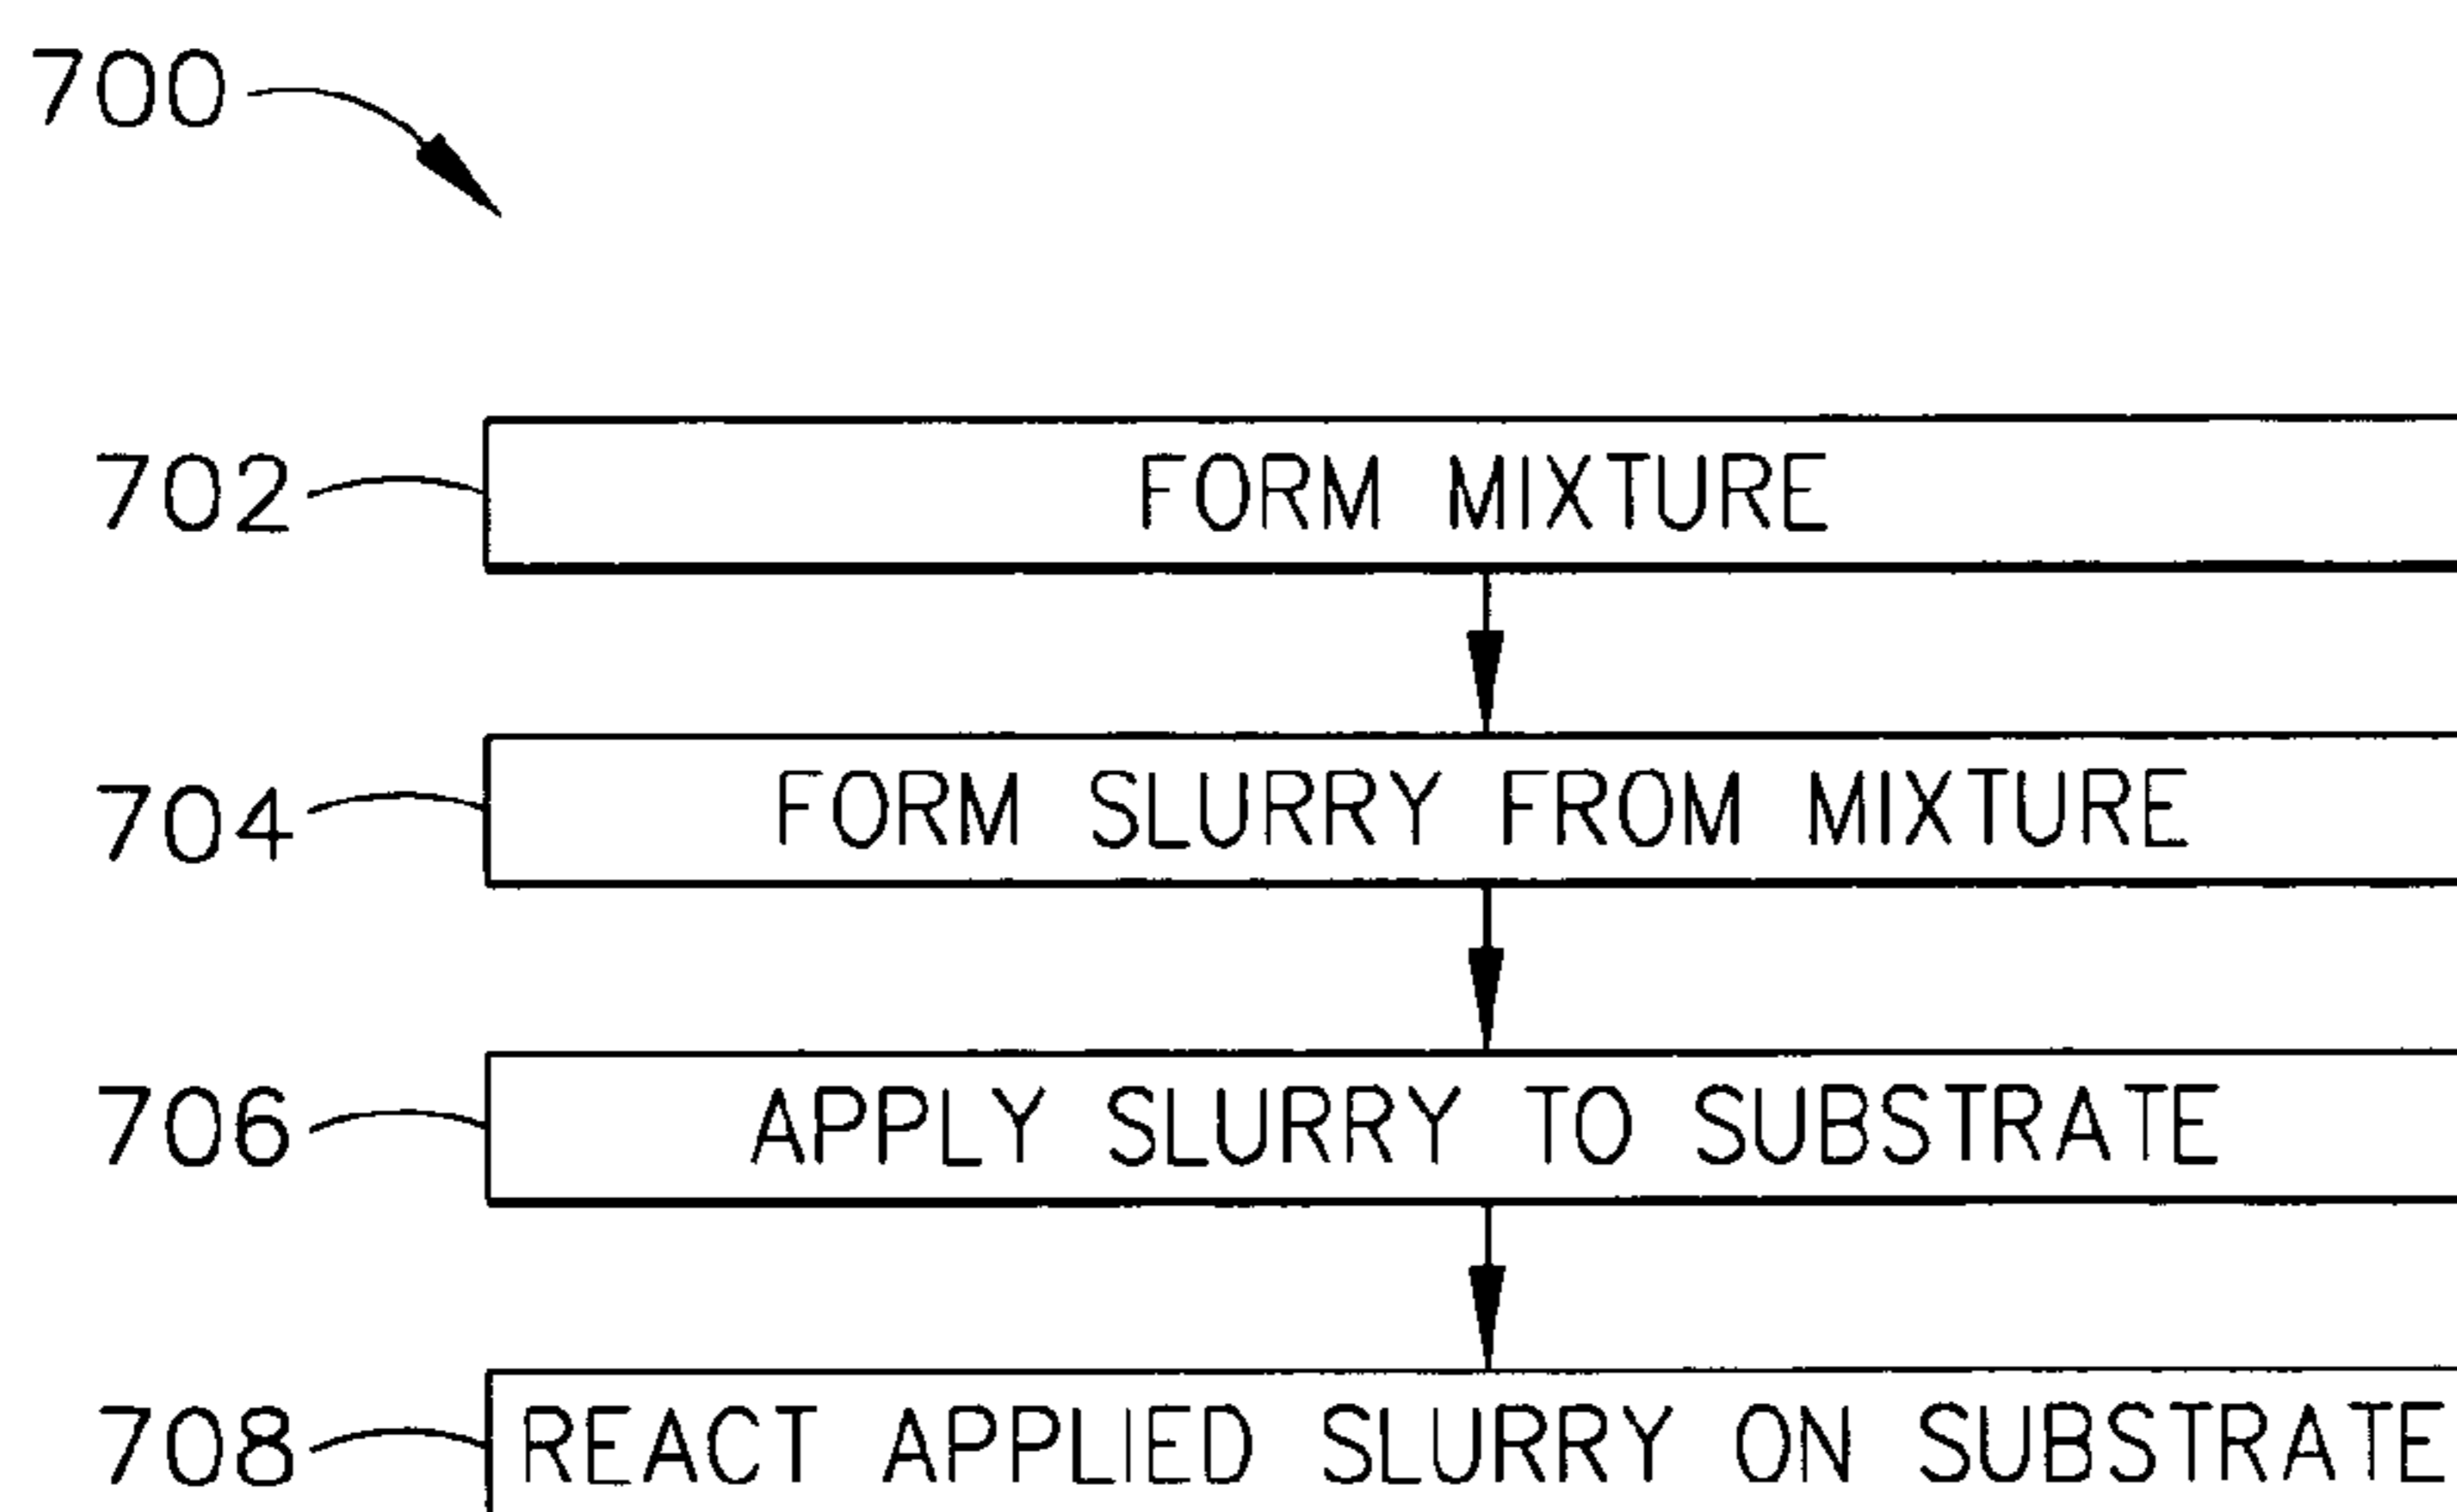 700
702 FORM MIXTURE
704 FORM SLURRY FROM MIXTURE
706 APPLY SLURRY TO SUBSTRATE
708 REACT APPLIED SLURRY ON SUBSTRATE